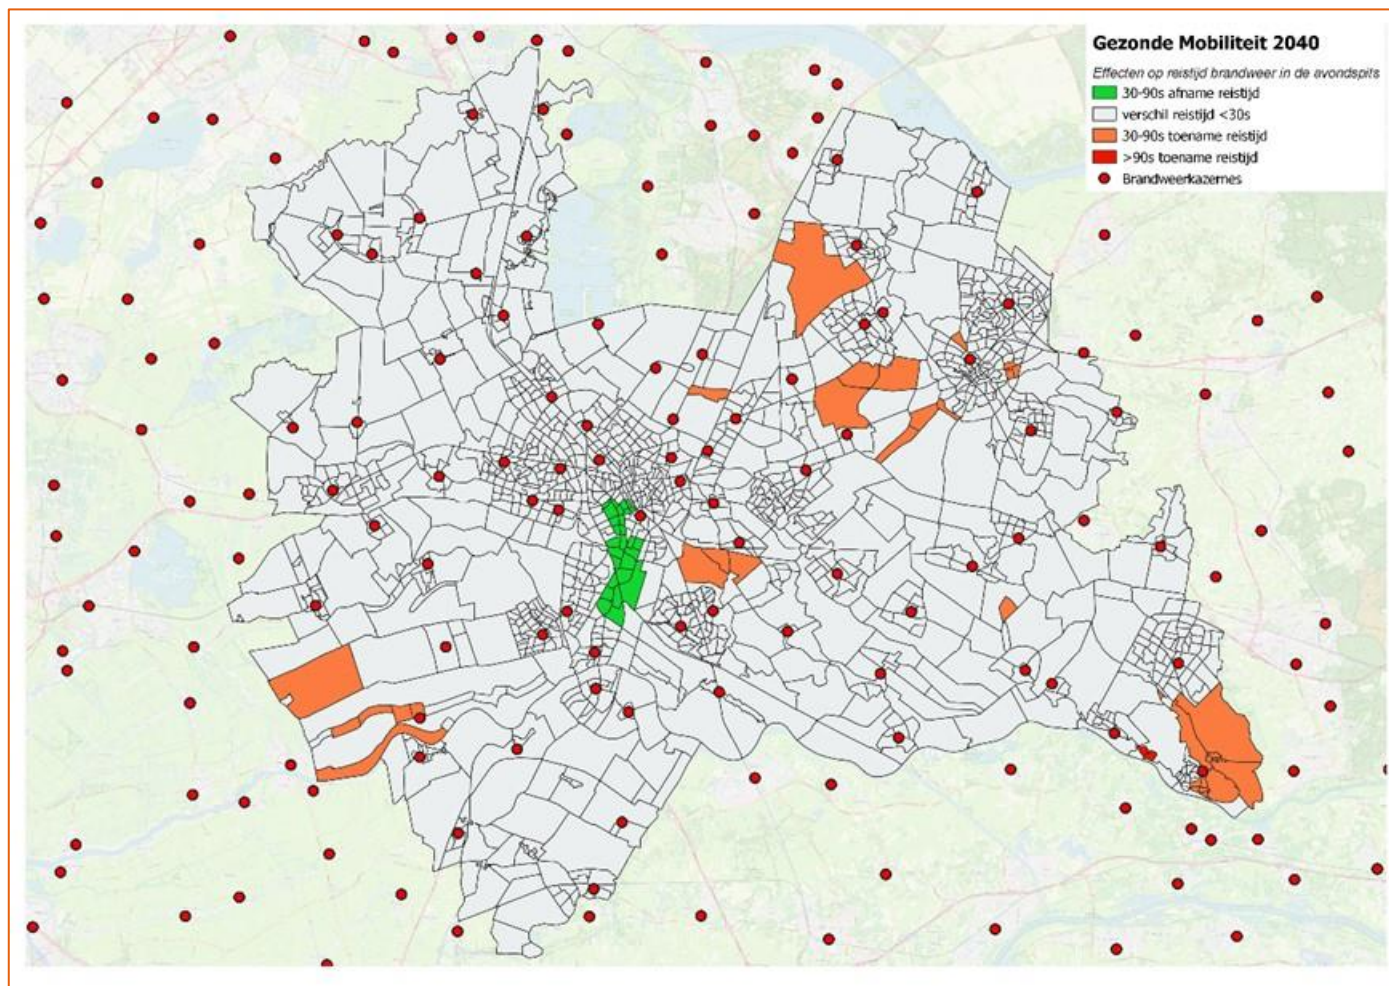 Gezonde Mobiliteit 2040
Effecten op reistijd brandweer in de avondspits
30-90s afname reistijd
verschil reistijd <30s
30-90s toename reistijd
>90s toename reistijd
Brandweerkazernes